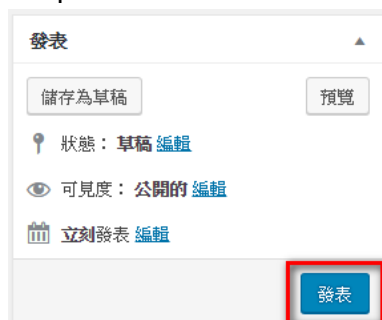 發表
儲存為草稿 預覽
狀態：草稿 編輯
可見度：公開的 編輯
立刻發表 編輯
發表